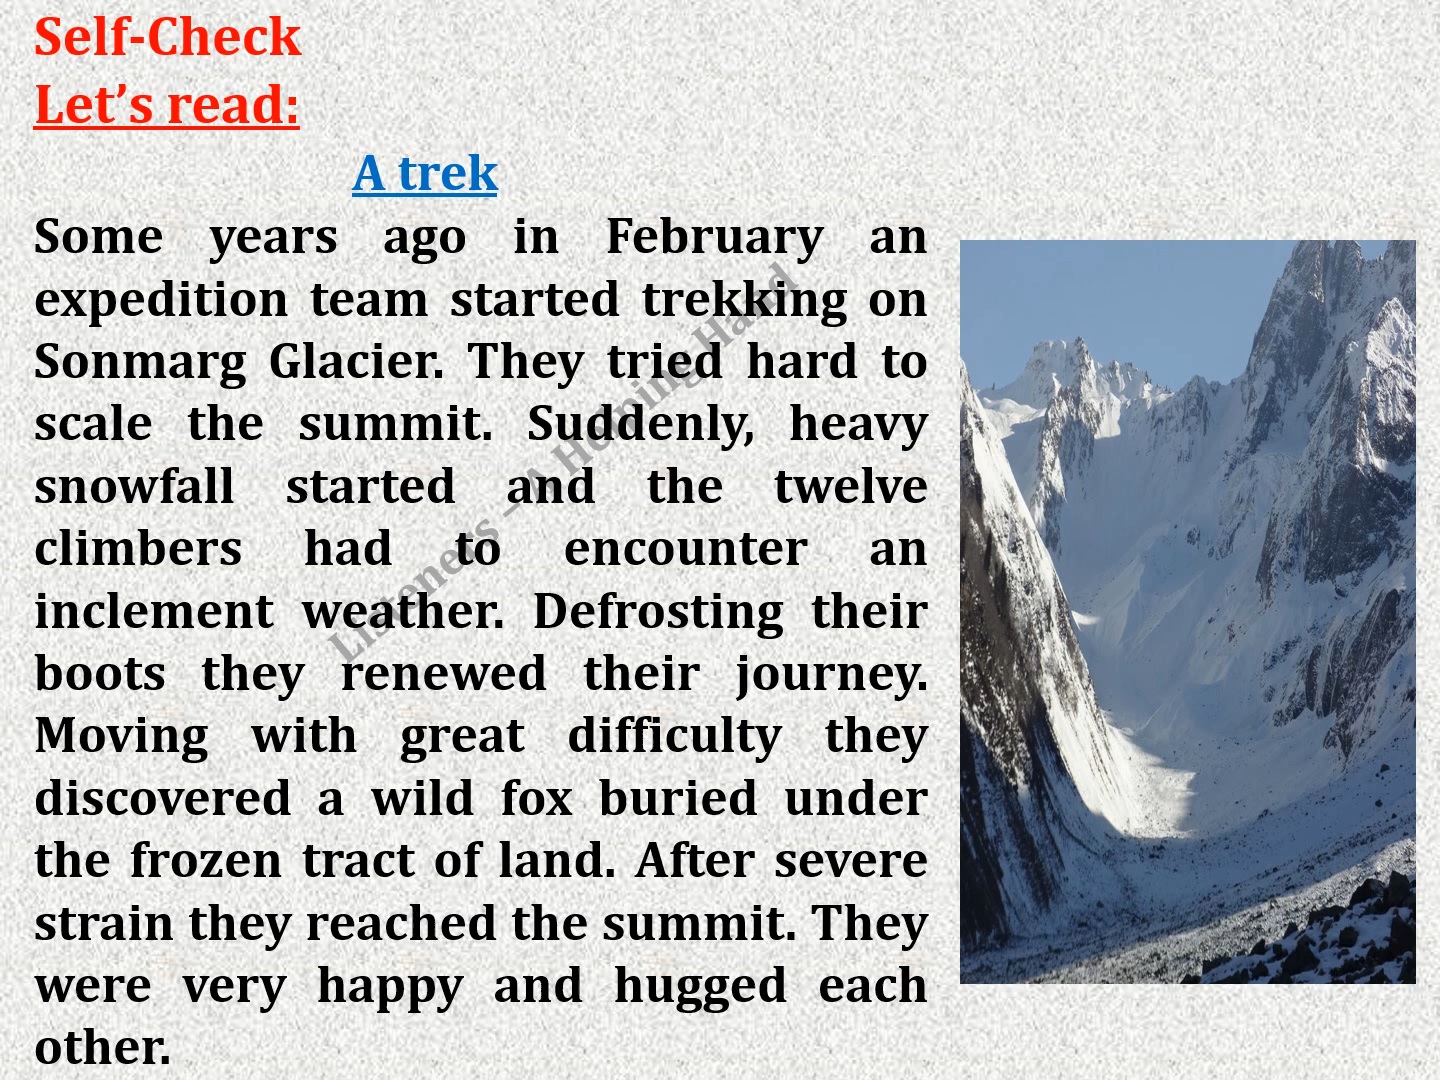 Self-Check
Let’s read:
A trek
Some years ago in February an
expedition team started trekking on
Sonmarg Glacier. They tried hard to
scale the summit. Suddenly, heavy
snowfall started and the twelve
climbers had to encounter an
inclement weather. Defrosting their
boots they renewed their journey.
Moving with great difficulty they
discovered a wild fox buried under
the frozen tract of land. After severe
strain they reached the summit. They
were very happy and hugged each
other.
Listeners –A Helping Hand